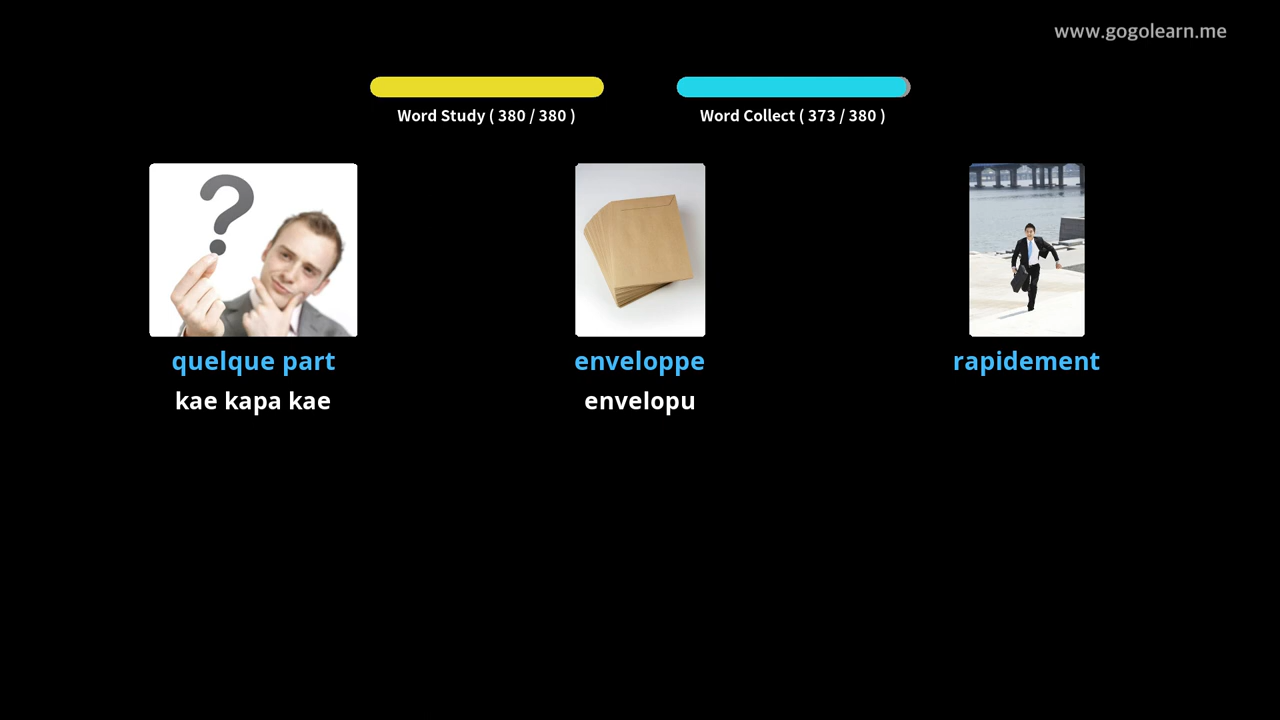 www.gogolearn.me
Word Study ( 380 / 380 )
Word Collect ( 373 / 380 )
quelque part
enveloppe
rapidement
kae kapa kae
envelopu